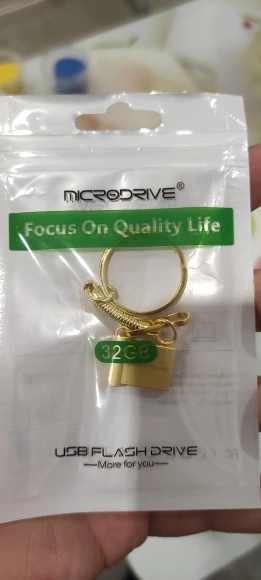 MICRODRIVE®
Focus On Quality Life
32GB
USB FLASH DRIVE
—More for you—